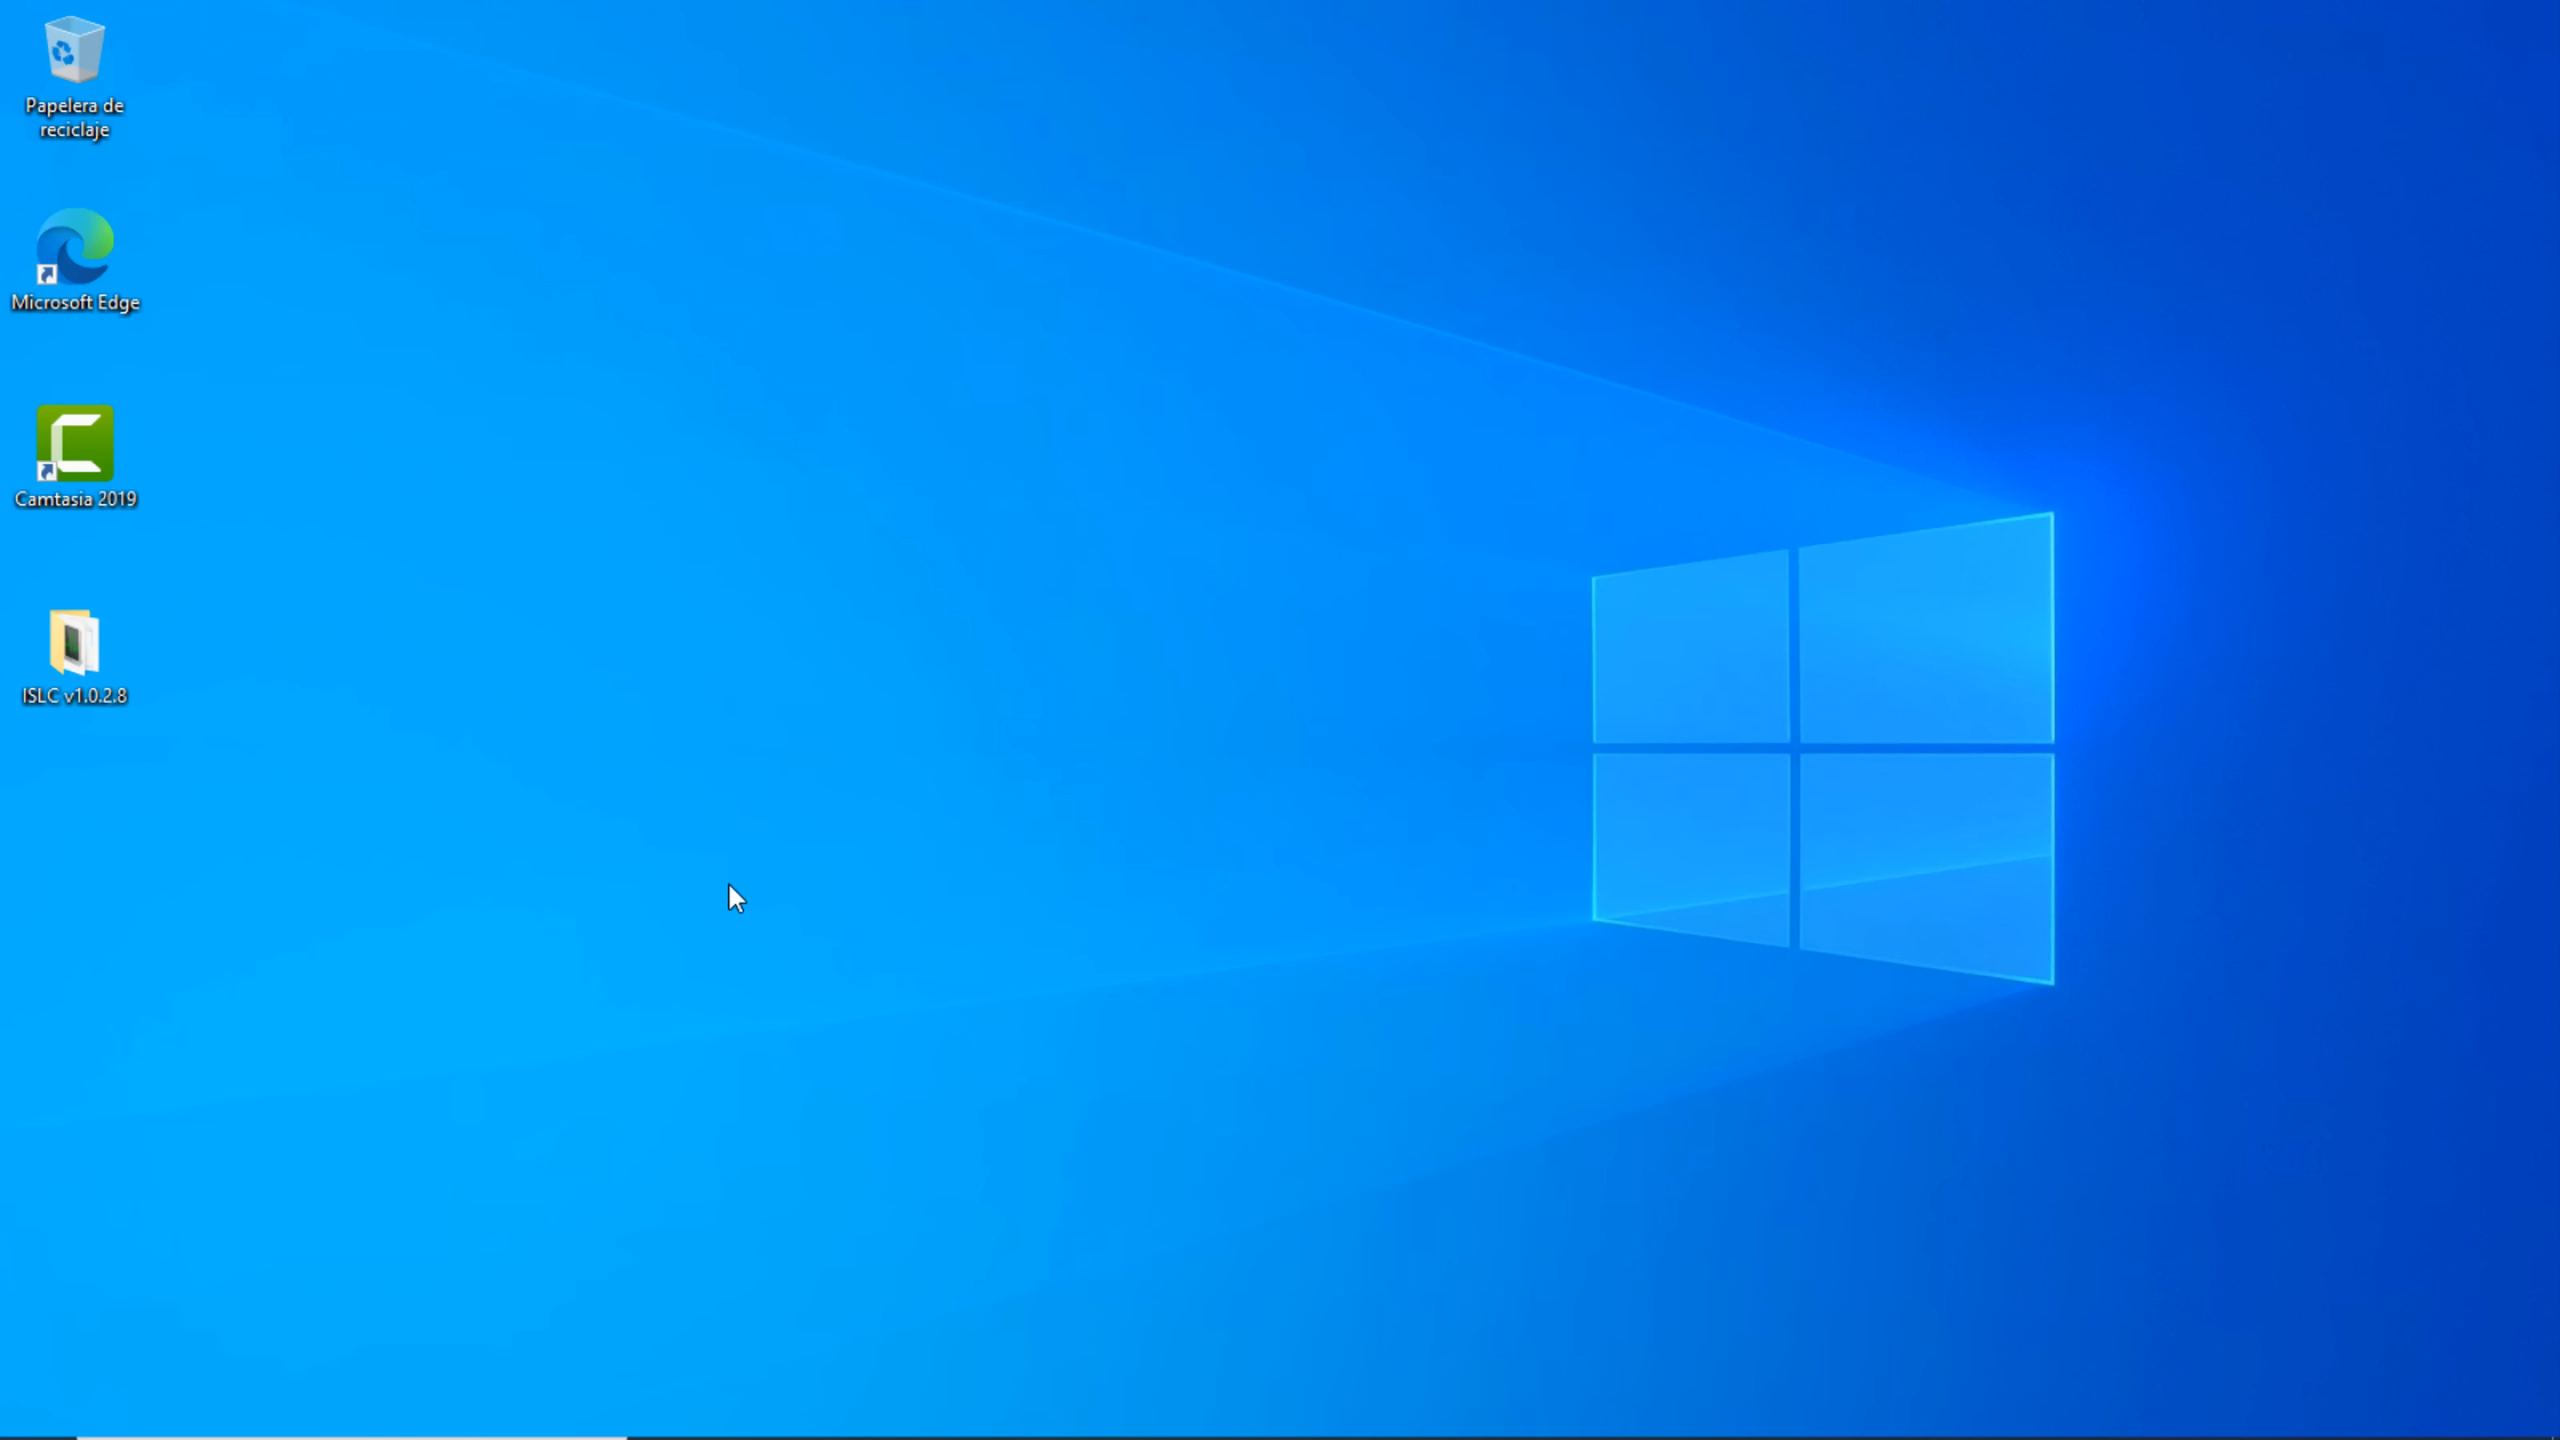 Papelera de
reciclaje
Microsoft Edge
Camtasia 2019
ISLC v1.0.2.8